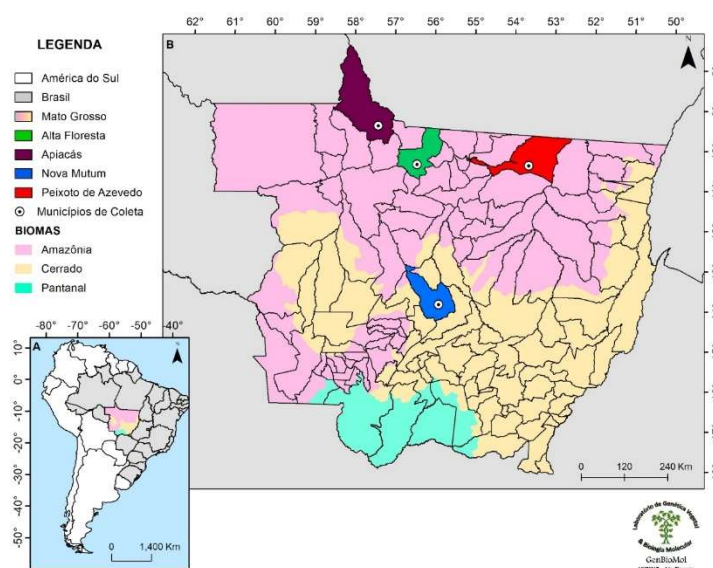 LEGENDA
América do Sul
Brasil
Mato Grosso
Alta Floresta
Apiacás
Nova Mutum
Peixoto de Azevedo
Municípios de Coleta
BIOMAS
Amazônia
Cerrado
Pantanal
62° 61° 60° 59° 58° 57° 56° 55° 54° 53° 52° 51° 50°
B
N
0 120 240 Km
-80° -70° -60° -50° -40°
A
10°
0°
-10°
-20°
-30°
-40°
-50°
0 1,400 Km
Laboratório de Genética Vegetal
& Biologia Molecular
GenBioMol